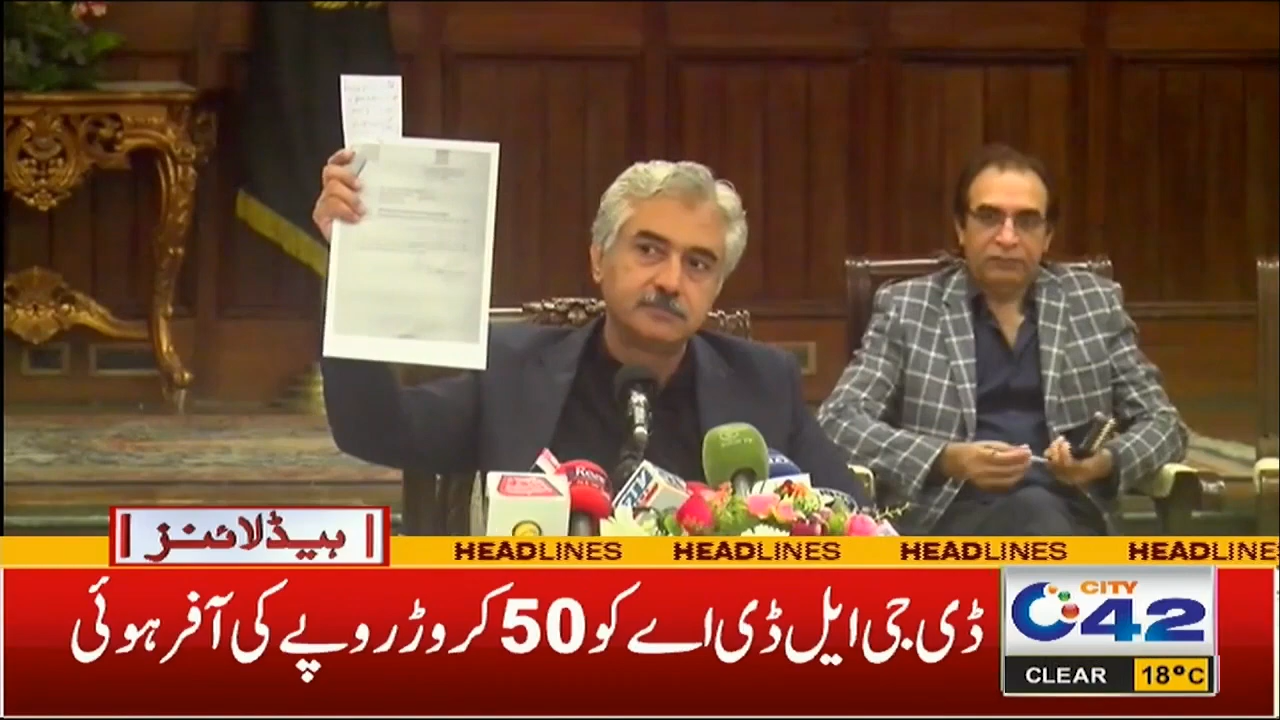 ہیڈلائنز
HEADLINES HEADLINES HEADLINES HEADLINE
ڈی جی ایل ڈی اے کو 50 کروڑ روپے کی آفر ہوئی
CITY
42
CLEAR 18°C